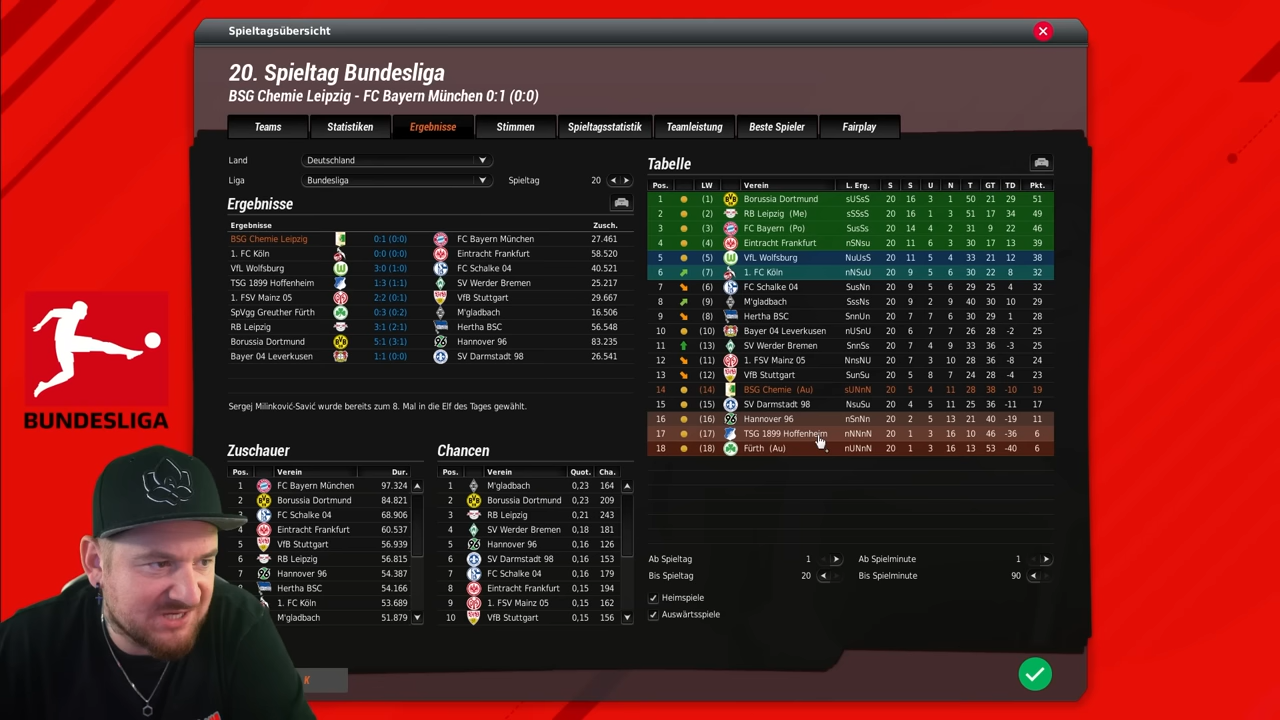 Spieltagsübersicht
20. Spieltag Bundesliga
BSG Chemie Leipzig - FC Bayern München 0:1 (0:0)
Teams Statistiken Ergebnisse Stimmen Spieltagsstatistik Teamleistung Beste Spieler Fairplay
Land Deutschland
Liga Bundesliga Spieltag 20
Ergebnisse
Ergebnisse Zusch.
BSG Chemie Leipzig 0:1 (0:0) FC Bayern München 27.461
1. FC Köln 0:0 (0:0) Eintracht Frankfurt 58.520
VfL Wolfsburg 3:0 (1:0) FC Schalke 04 40.521
TSG 1899 Hoffenheim 1:3 (1:1) SV Werder Bremen 25.217
1. FSV Mainz 05 2:2 (0:1) VfB Stuttgart 29.667
SpVgg Greuther Fürth 0:3 (0:2) M'gladbach 16.506
RB Leipzig 3:1 (2:1) Hertha BSC 56.548
Borussia Dortmund 5:1 (3:1) Hannover 96 83.235
Bayer 04 Leverkusen 1:1 (0:0) SV Darmstadt 98 26.541
Sergej Milinković-Savić wurde bereits zum 8. Mal in die Elf des Tages gewählt.
Zuschauer
Pos. Verein Dur.
1 FC Bayern München 97.324
2 Borussia Dortmund 84.821
3 FC Schalke 04 68.906
4 Eintracht Frankfurt 60.537
5 VfB Stuttgart 56.939
6 RB Leipzig 56.815
7 Hannover 96 54.387
8 Hertha BSC 54.166
1. FC Köln 53.689
M'gladbach 51.879
Chancen
Pos. Verein Quot. Cha.
1 M'gladbach 0,23 164
2 Borussia Dortmund 0,23 209
3 RB Leipzig 0,21 243
4 SV Werder Bremen 0,18 181
5 Hannover 96 0,16 126
6 SV Darmstadt 98 0,16 153
7 FC Schalke 04 0,16 179
8 Eintracht Frankfurt 0,15 194
9 1. FSV Mainz 05 0,15 162
10 VfB Stuttgart 0,15 156
Tabelle
Pos. (LW) Verein L. Erg. S S U N T GT TD Pkt.
1 (1) Borussia Dortmund sUSsS 20 16 3 1 50 21 29 51
2 (2) RB Leipzig (Me) sSSsS 20 16 1 3 51 17 34 49
3 (3) FC Bayern (Po) SusSs 20 14 4 2 31 9 22 46
4 (4) Eintracht Frankfurt sNSnu 20 11 6 3 30 17 13 39
5 (5) VfL Wolfsburg NuUsS 20 11 5 4 33 21 12 38
6 (7) 1. FC Köln nNSuU 20 9 5 6 30 22 8 32
7 (6) FC Schalke 04 SusNn 20 9 5 6 29 25 4 32
8 (9) M'gladbach SssNs 20 9 2 9 40 30 10 29
9 (8) Hertha BSC SnnUn 20 7 7 6 30 29 1 28
10 (10) Bayer 04 Leverkusen nUSnU 20 6 7 7 26 28 -2 25
11 (13) SV Werder Bremen SnnSs 20 7 4 9 33 36 -3 25
12 (11) 1. FSV Mainz 05 NnsNU 20 7 3 10 28 36 -8 24
13 (12) VfB Stuttgart SunSu 20 5 8 7 24 28 -4 23
14 (14) BSG Chemie (Au) sUNnN 20 5 4 11 28 38 -10 19
15 (15) SV Darmstadt 98 NsuSu 20 4 5 11 25 36 -11 17
16 (16) Hannover 96 nSnNn 20 2 5 13 21 40 -19 11
17 (17) TSG 1899 Hoffenheim nNNnN 20 1 3 16 10 46 -36 6
18 (18) Fürth (Au) nUNnN 20 1 3 16 13 53 -40 6
Ab Spieltag 1 Ab Spielminute 1
Bis Spieltag 20 Bis Spielminute 90
Heimspiele
Auswärtsspiele
BUNDESLIGA